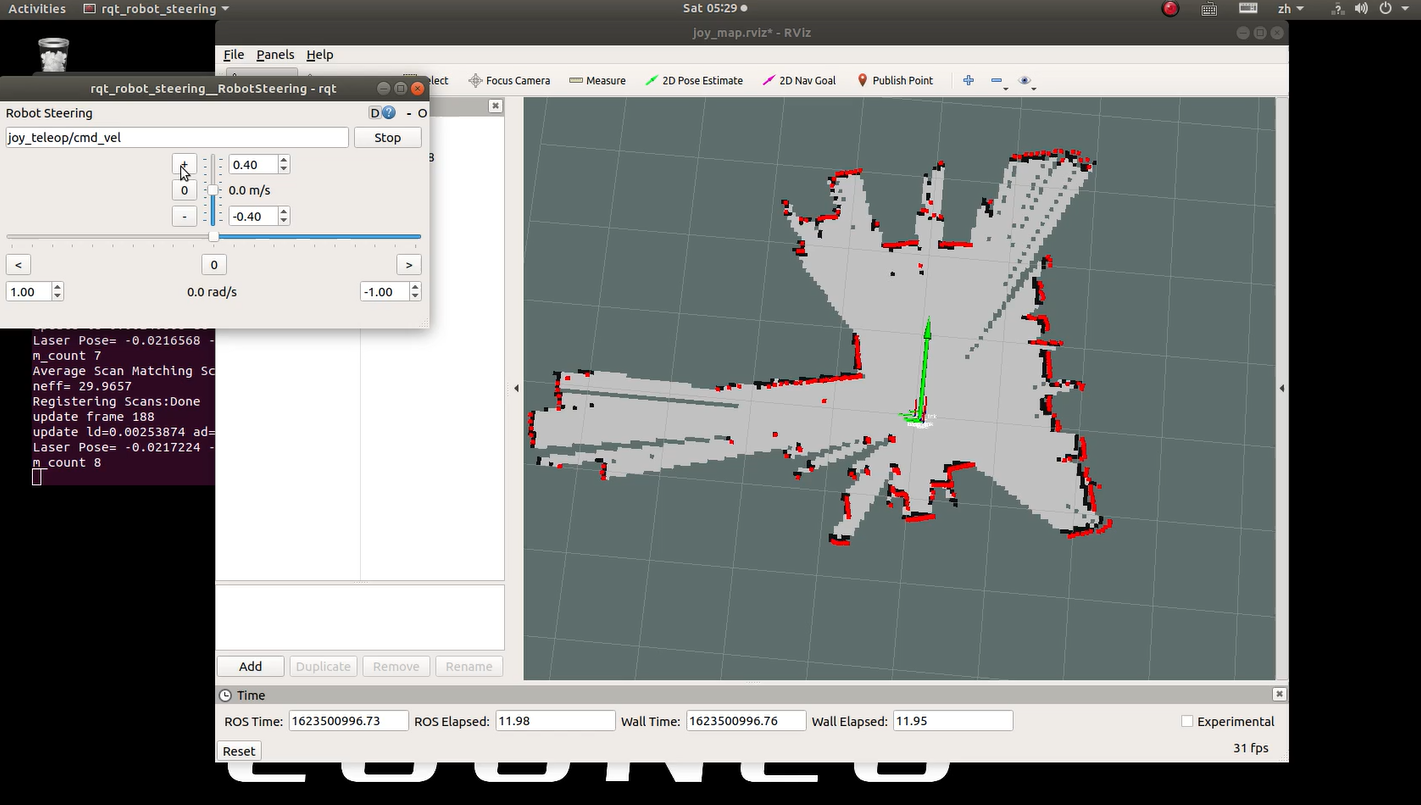 Activities rqt_robot_steering Sat 05:29 zh
joy_map.rviz* - RViz
File Panels Help
elect Focus Camera Measure 2D Pose Estimate 2D Nav Goal Publish Point
rqt_robot_steering__RobotSteering - rqt
Robot Steering D ? - O
joy_teleop/cmd_vel Stop
+ 0.40
0 0.0 m/s
- -0.40
< 0 >
1.00 0.0 rad/s -1.00
8
Laser Pose= -0.0216568 -
m_count 7
Average Scan Matching Sc
neff= 29.9657
Registering Scans:Done
update frame 188
update ld=0.00253874 ad=
Laser Pose= -0.0217224 -
m_count 8
Add Duplicate Remove Rename
Time
ROS Time: 1623500996.73 ROS Elapsed: 11.98 Wall Time: 1623500996.76 Wall Elapsed: 11.95 Experimental
Reset 31 fps